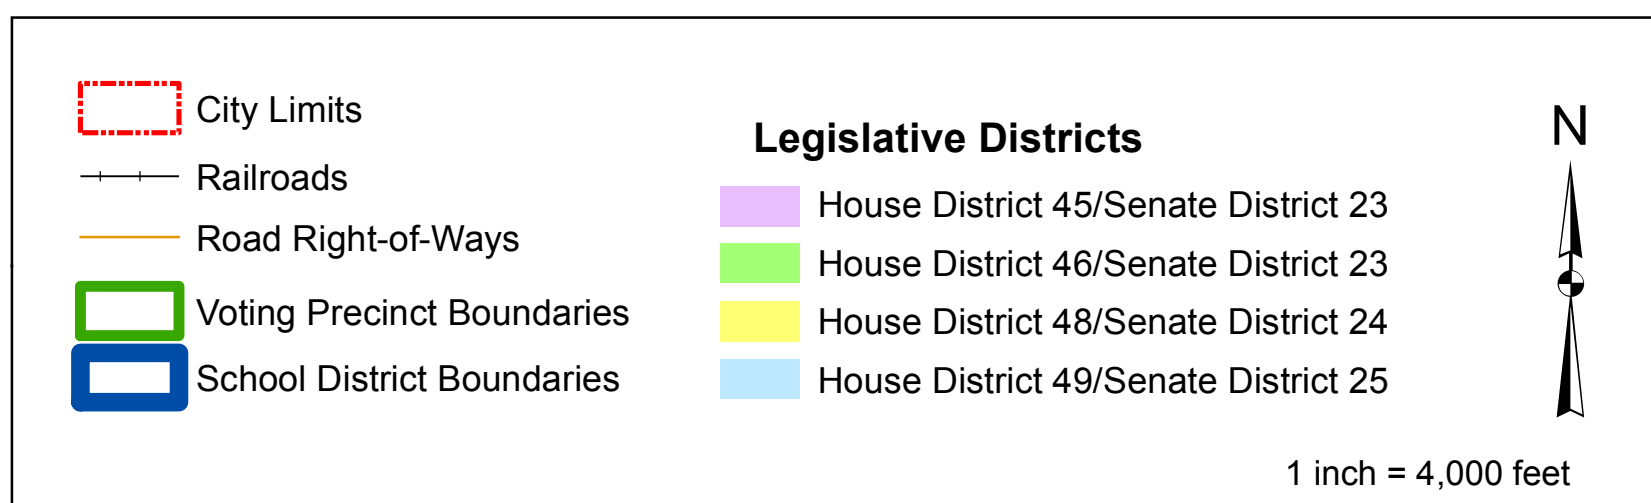 City Limits
Railroads
Road Right-of-Ways
Voting Precinct Boundaries
School District Boundaries
Legislative Districts
House District 45/Senate District 23
House District 46/Senate District 23
House District 48/Senate District 24
House District 49/Senate District 25
N
1 inch = 4,000 feet